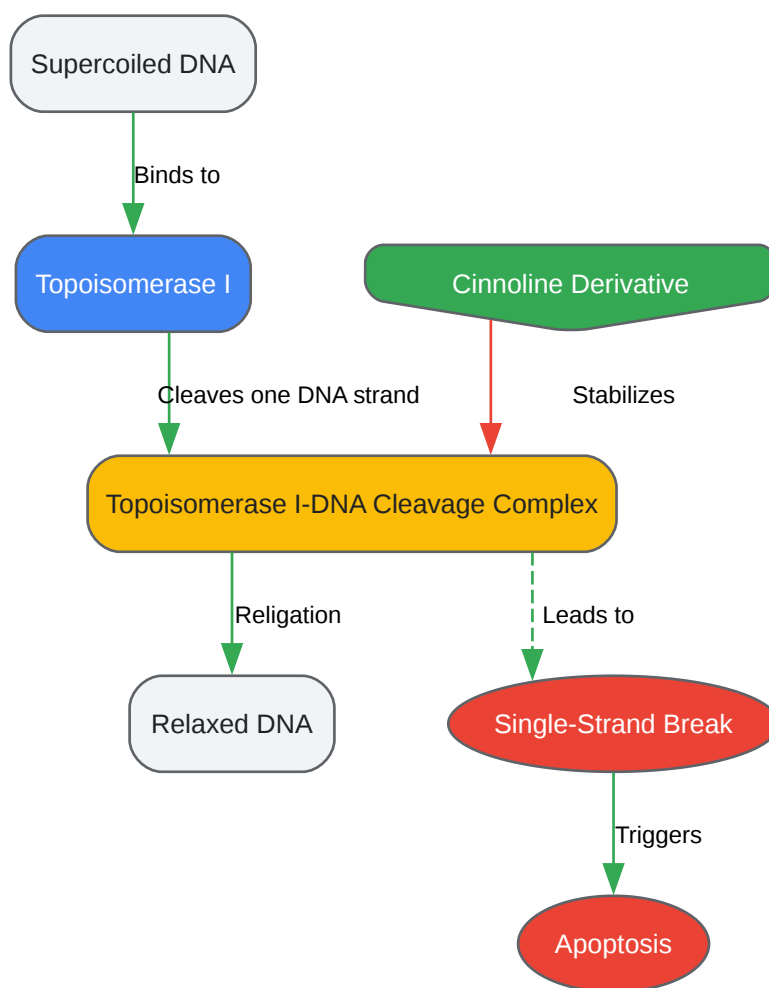 Supercoiled DNA
Binds to
Topoisomerase I
Cinnoline Derivative
Cleaves one DNA strand
Stabilizes
Topoisomerase I-DNA Cleavage Complex
Religation
Leads to
Relaxed DNA
Single-Strand Break
Triggers
Apoptosis